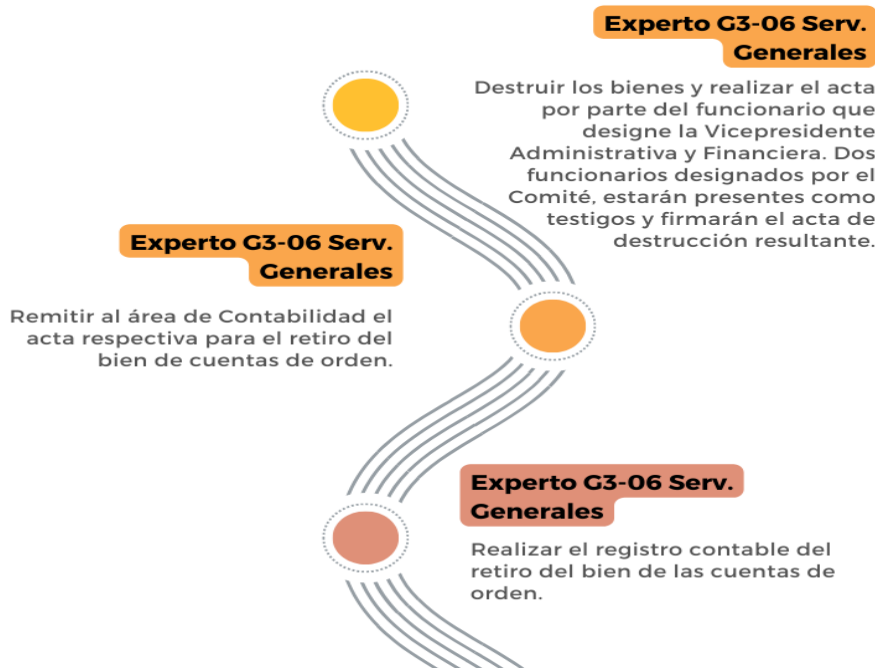 Experto G3-06 Serv.
Generales
Destruir los bienes y realizar el acta
por parte del funcionario que
designe la Vicepresidente
Administrativa y Financiera. Dos
funcionarios designados por el
Comité, estarán presentes como
testigos y firmarán el acta de
destrucción resultante.
Experto G3-06 Serv.
Generales
Remitir al área de Contabilidad el
acta respectiva para el retiro del
bien de cuentas de orden.
Experto G3-06 Serv.
Generales
Realizar el registro contable del
retiro del bien de las cuentas de
orden.